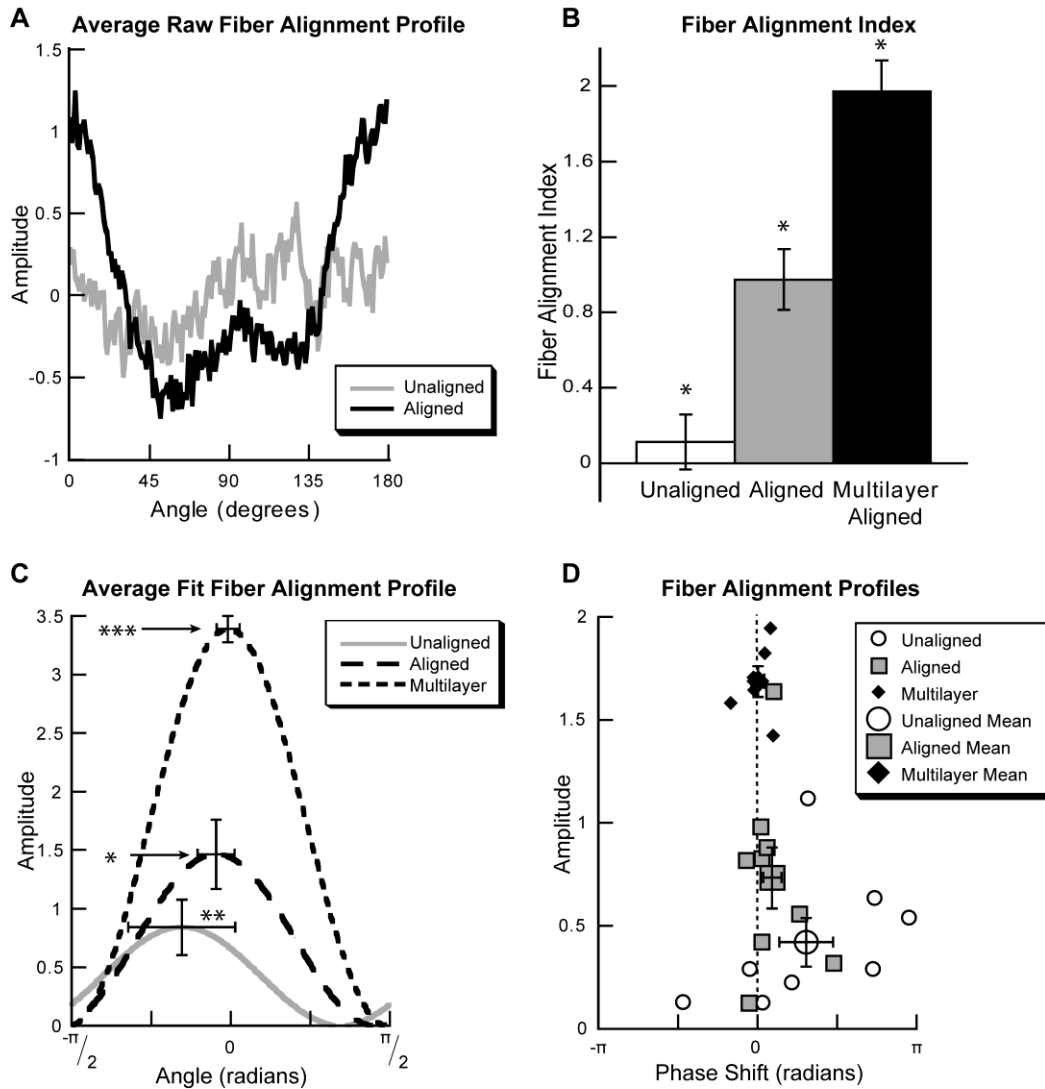 A
Average Raw Fiber Alignment Profile
1.5
1
0.5
0
-0.5
-1
Amplitude
0 45 90 135 180
Angle (degrees)
Unaligned
Aligned
B
Fiber Alignment Index
2
1.6
1.2
0.8
0.4
0
Fiber Alignment Index
*
*
*
Unaligned Aligned Multilayer
Aligned
C
Average Fit Fiber Alignment Profile
3.5
3
2.5
2
1.5
1
0.5
0
Amplitude
***
*
**
-π/2 0 π/2
Angle (radians)
Unaligned
Aligned
Multilayer
D
Fiber Alignment Profiles
2
1.5
1
0.5
0
Amplitude
-π 0 π
Phase Shift (radians)
Unaligned
Aligned
Multilayer
Unaligned Mean
Aligned Mean
Multilayer Mean